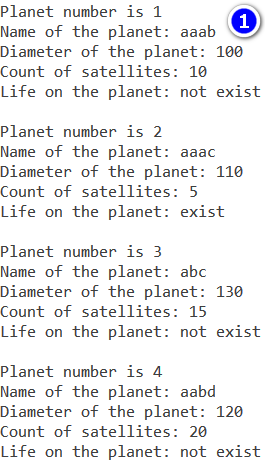 Planet number is 1
Name of the planet: aaab
1
Diameter of the planet: 100
Count of satellites: 10
Life on the planet: not exist
Planet number is 2
Name of the planet: aaac
Diameter of the planet: 110
Count of satellites: 5
Life on the planet: exist
Planet number is 3
Name of the planet: abc
Diameter of the planet: 130
Count of satellites: 15
Life on the planet: not exist
Planet number is 4
Name of the planet: aabd
Diameter of the planet: 120
Count of satellites: 20
Life on the planet: not exist